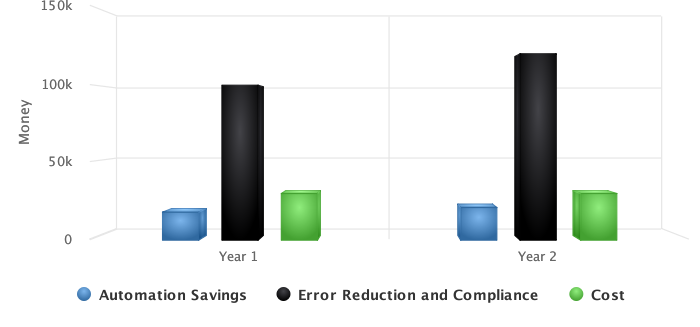 150k
100k
50k
0
Money
Year 1
Year 2
Automation Savings
Error Reduction and Compliance
Cost